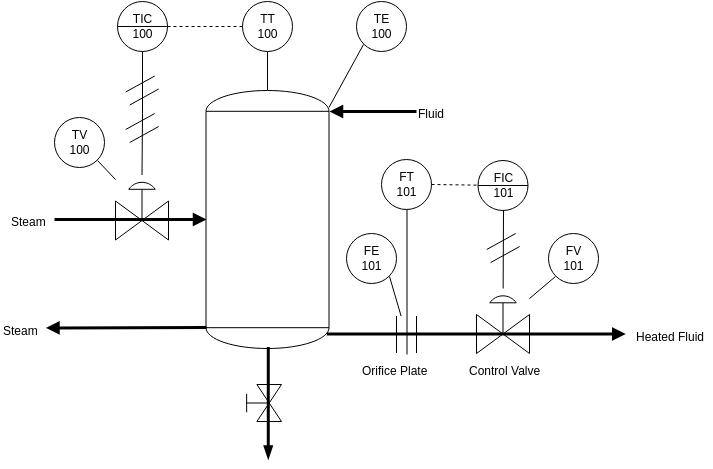 TIC
100
TT
100
TE
100
Fluid
TV
100
FT
101
FIC
101
Steam
FE
101
FV
101
Steam
Heated Fluid
Orifice Plate
Control Valve